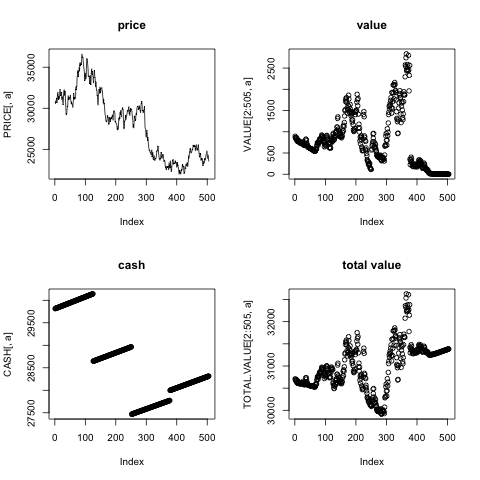 price
value
PRICE[, a]
35000
30000
25000
0 100 200 300 400 500
Index
VALUE[2:505, a]
2500
1500
500
0
0 100 200 300 400 500
Index
cash
total value
CASH[, a]
29500
28500
27500
0 100 200 300 400 500
Index
TOTAL.VALUE[2:505, a]
32000
31000
30000
0 100 200 300 400 500
Index